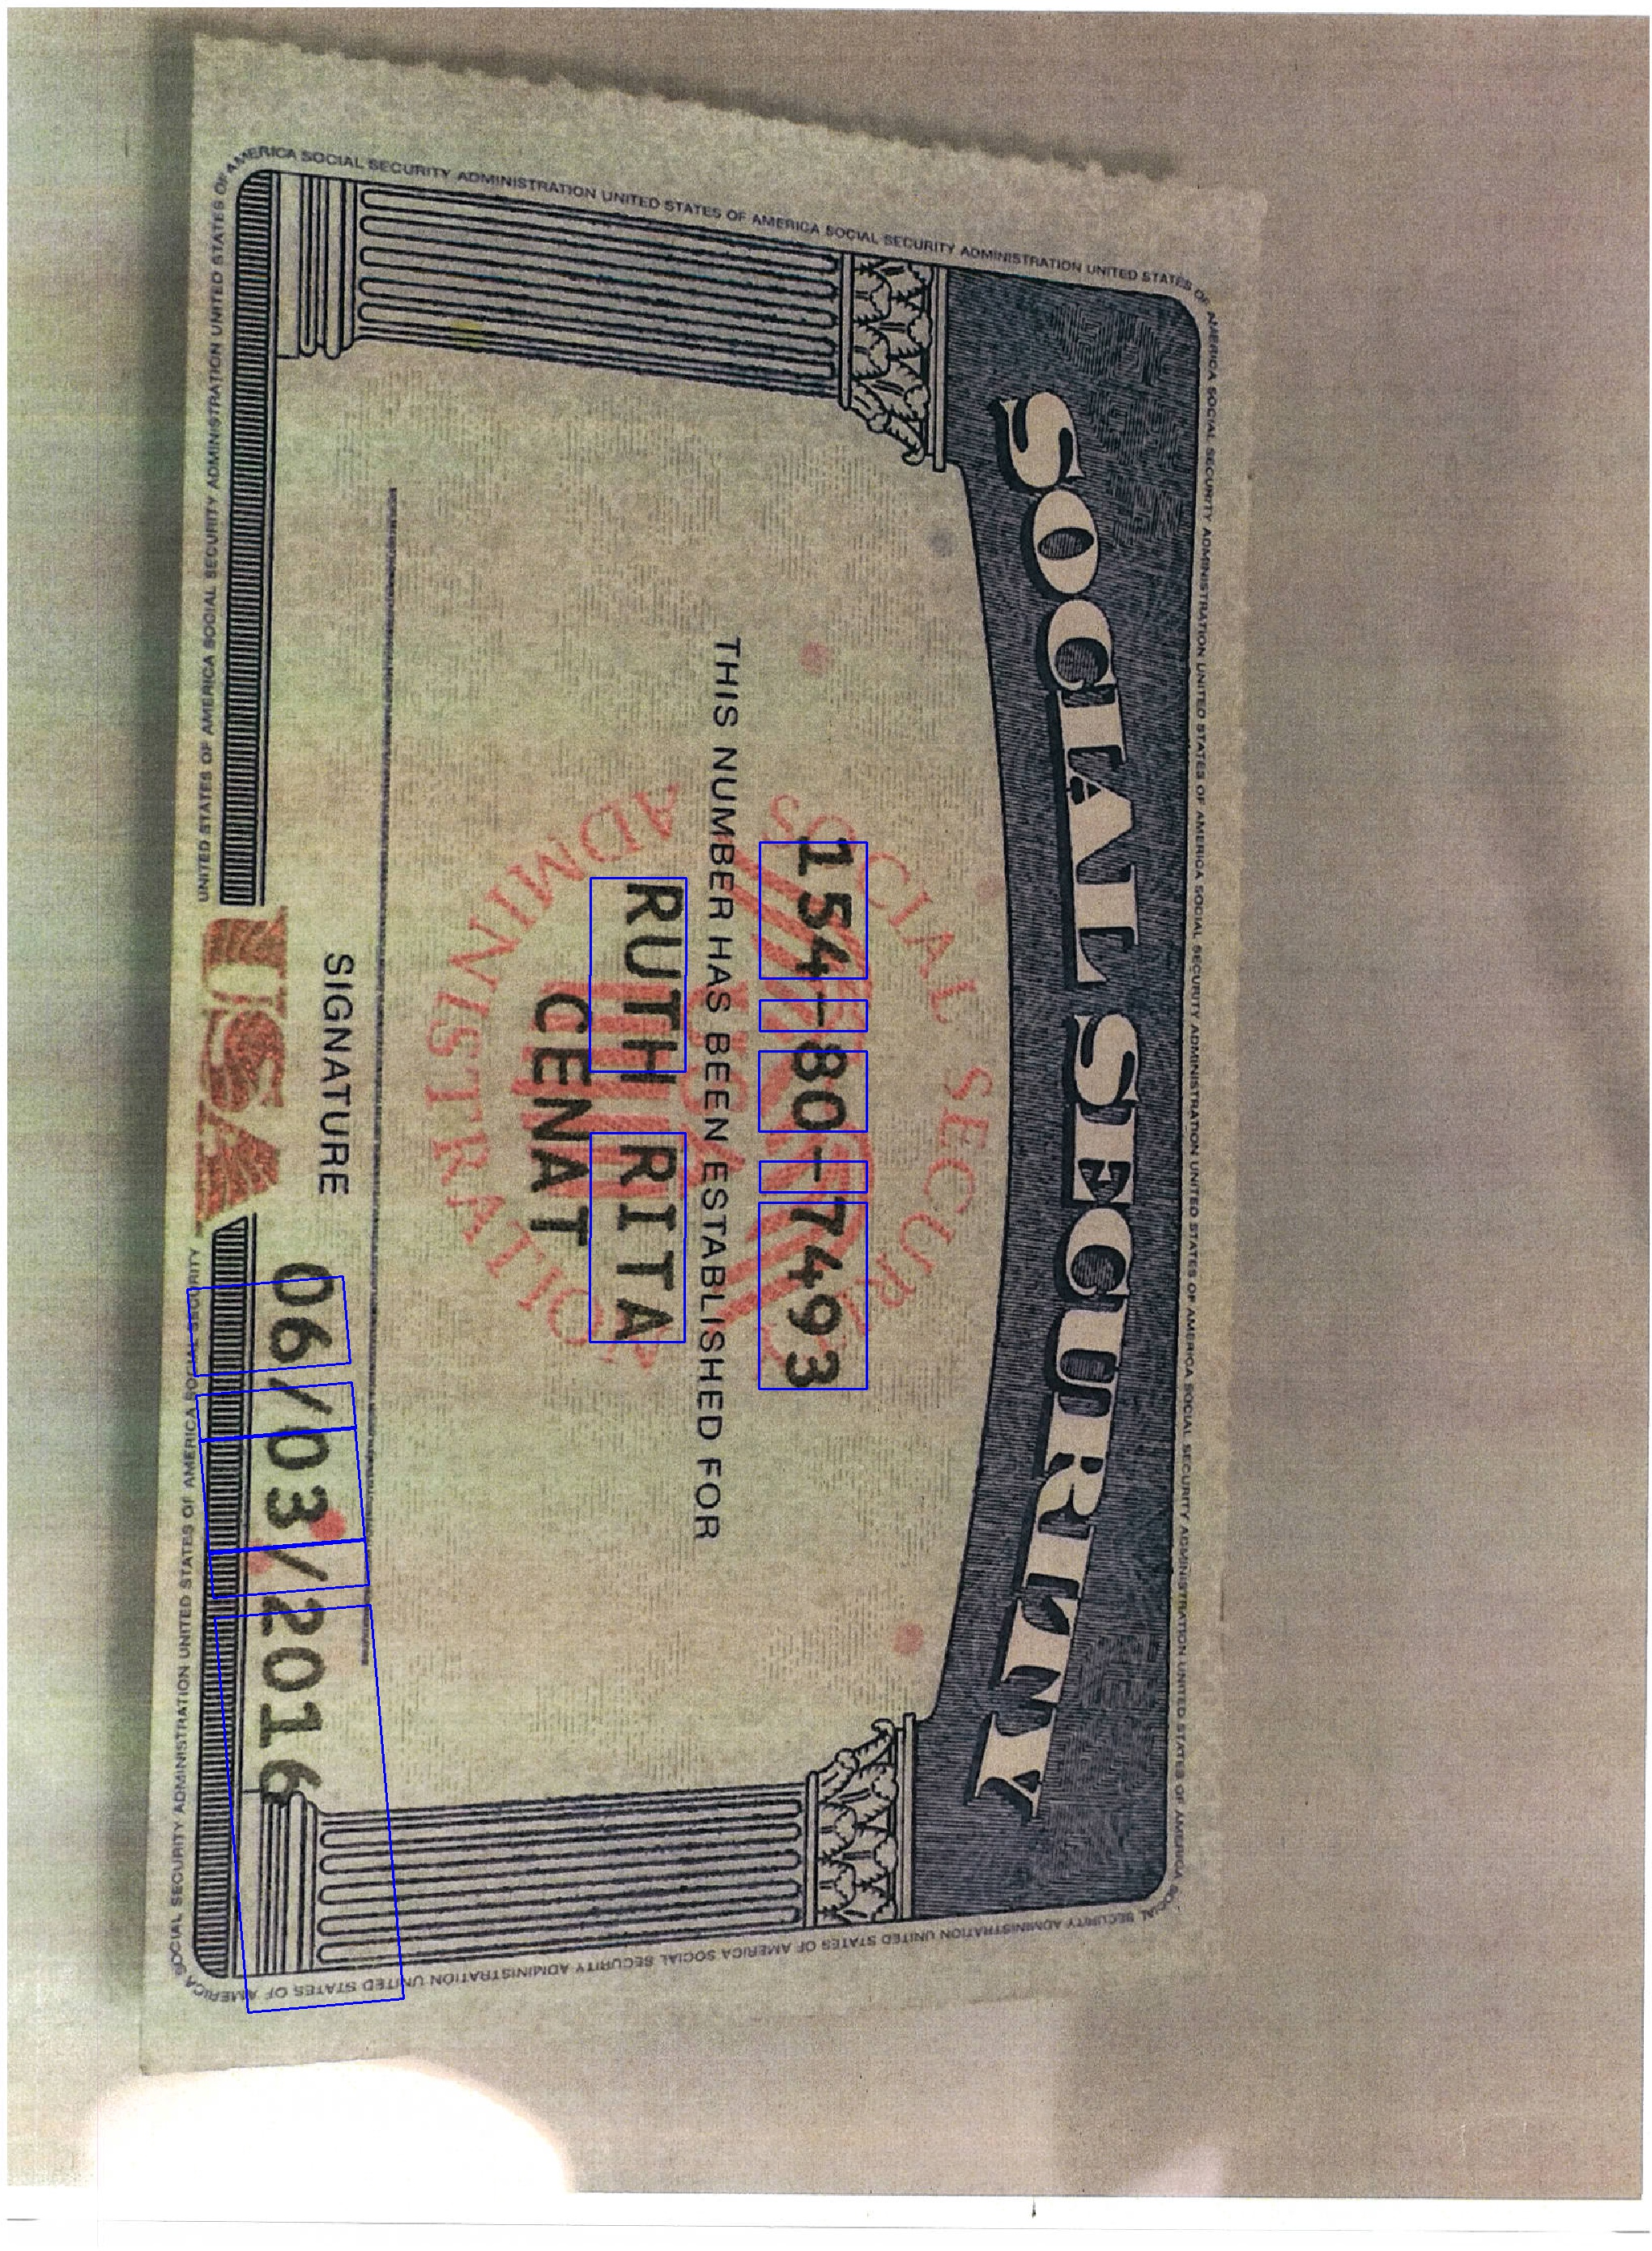 SOCIAL SECURITY
154-80-7493
THIS NUMBER HAS BEEN ESTABLISHED FOR
RUTH RITA
CENAT
SOCIAL SECURITY
ADMINISTRATION
SIGNATURE
USA
06/03/2016
AMERICA SOCIAL SECURITY ADMINISTRATION UNITED STATES OF AMERICA SOCIAL SECURITY ADMINISTRATION UNITED STATES OF
AMERICA SOCIAL SECURITY ADMINISTRATION UNITED STATES OF AMERICA SOCIAL SECURITY ADMINISTRATION UNITED STATES OF AMERICA SOCIAL SECURITY ADMINISTRATION UNITED STATES OF AMERICA
SOCIAL SECURITY ADMINISTRATION UNITED STATES OF AMERICA SOCIAL SECURITY ADMINISTRATION UNITED STATES OF AMERICA
UNITED STATES OF AMERICA SOCIAL SECURITY ADMINISTRATION UNITED STATES OF
SOCIAL SECURITY ADMINISTRATION UNITED STATES OF AMERICA SOCIAL SECURITY